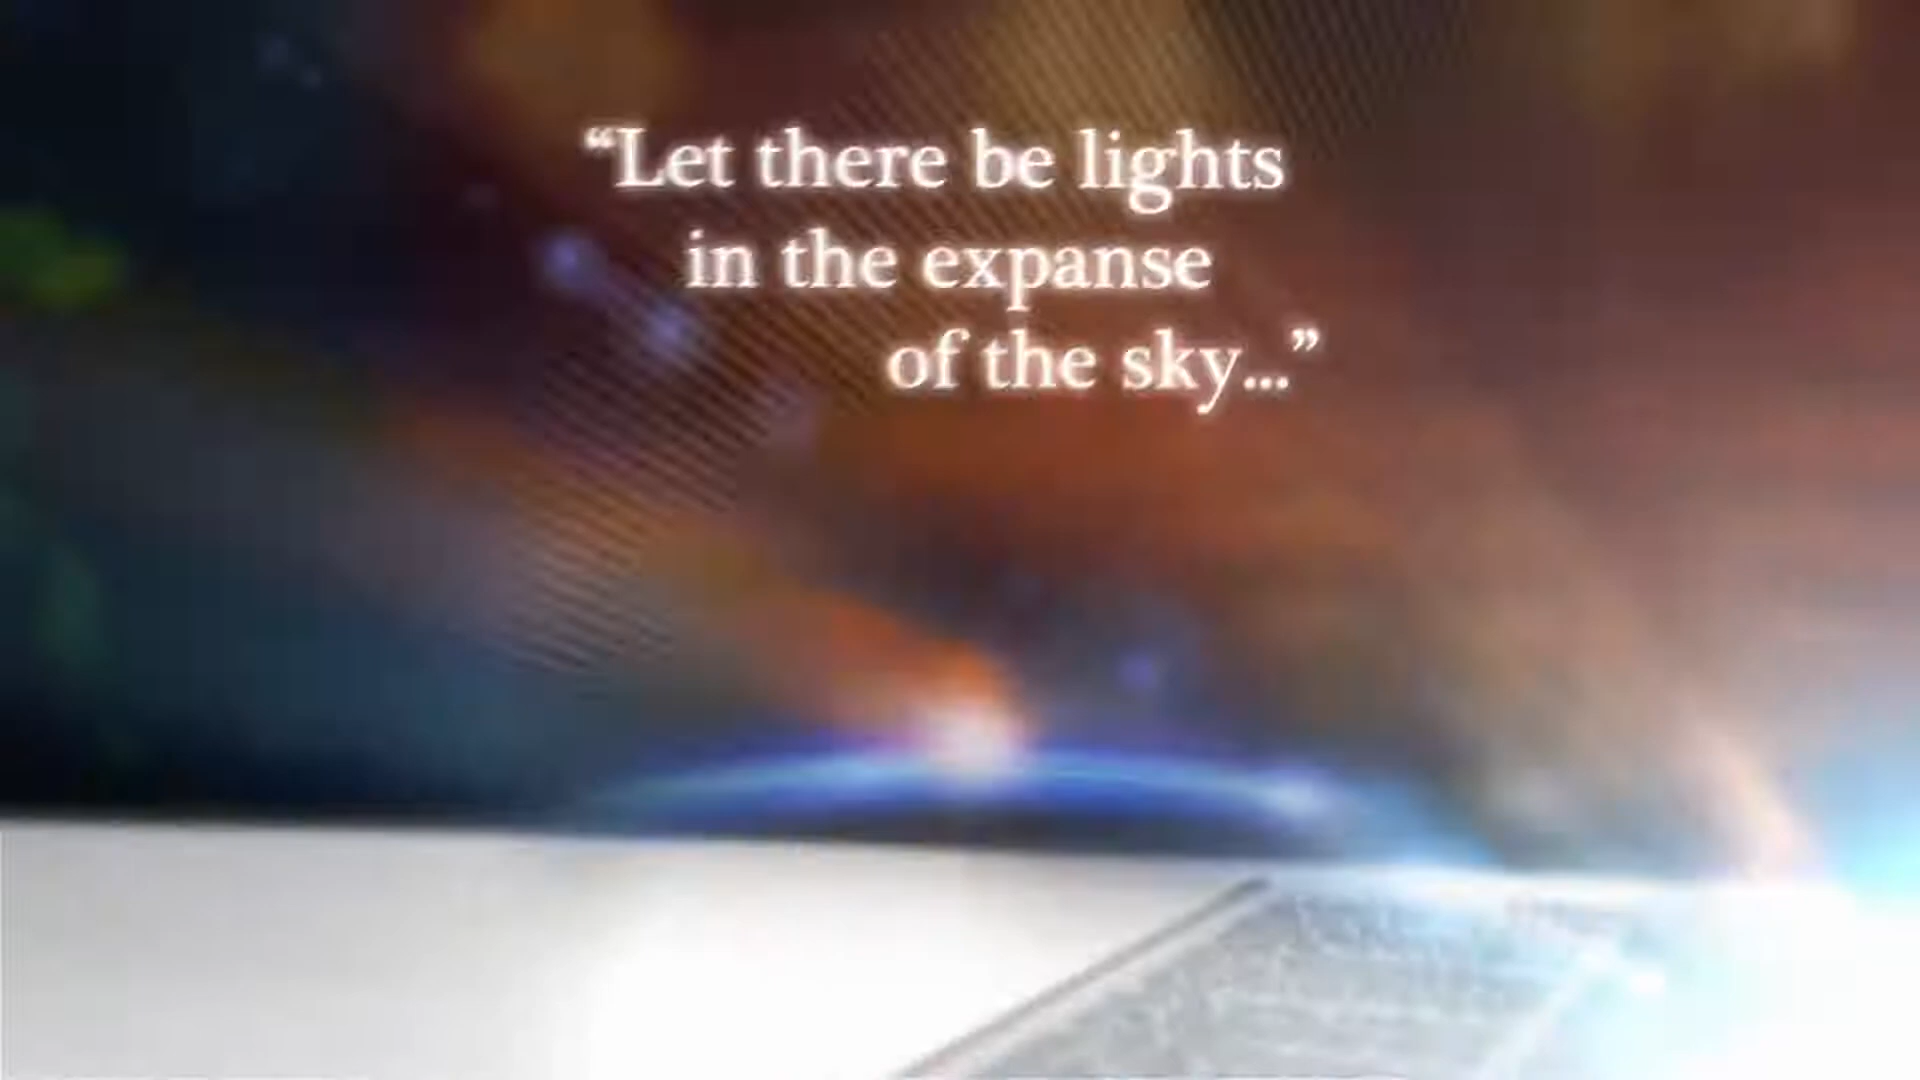 “Let there be lights
in the expanse
of the sky...”